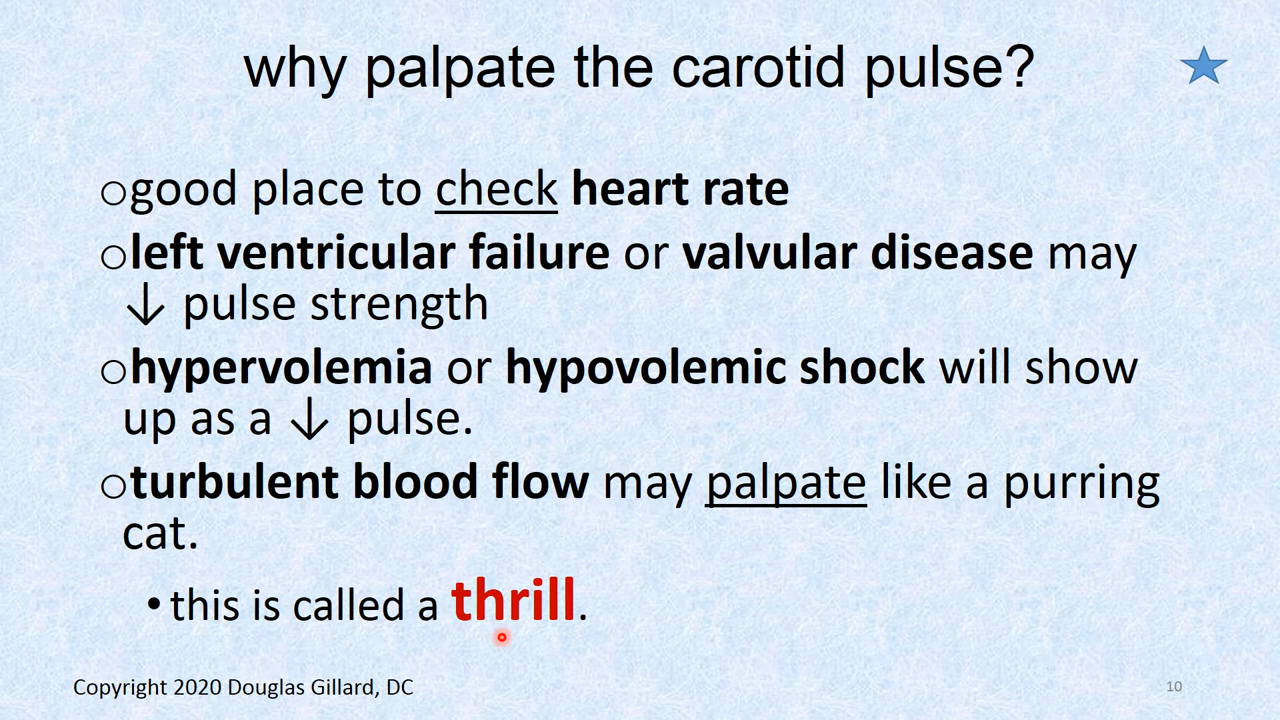 why palpate the carotid pulse?
○good place to check heart rate
○left ventricular failure or valvular disease may
↓ pulse strength
○hypervolemia or hypovolemic shock will show
up as a ↓ pulse.
○turbulent blood flow may palpate like a purring
cat.
• this is called a thrill.
Copyright 2020 Douglas Gillard, DC
10